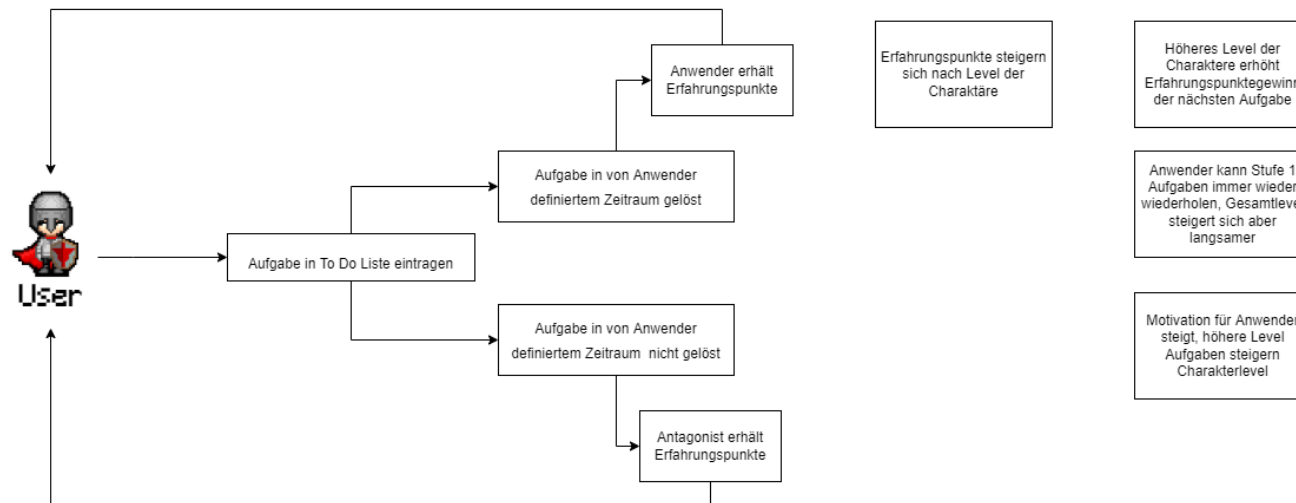 Anwender erhält
Erfahrungspunkte
Erfahrungspunkte steigern
sich nach Level der
Charaktäre
Höheres Level der
Charaktere erhöht
Erfahrungspunktegewinn
der nächsten Aufgabe
Aufgabe in von Anwender
definiertem Zeitraum gelöst
Anwender kann Stufe 1
Aufgaben immer wieder
wiederholen, Gesamtleve
steigert sich aber
langsamer
User
Aufgabe in To Do Liste eintragen
Aufgabe in von Anwender
definiertem Zeitraum nicht gelöst
Motivation für Anwender
steigt, höhere Level
Aufgaben steigern
Charakterlevel
Antagonist erhält
Erfahrungspunkte